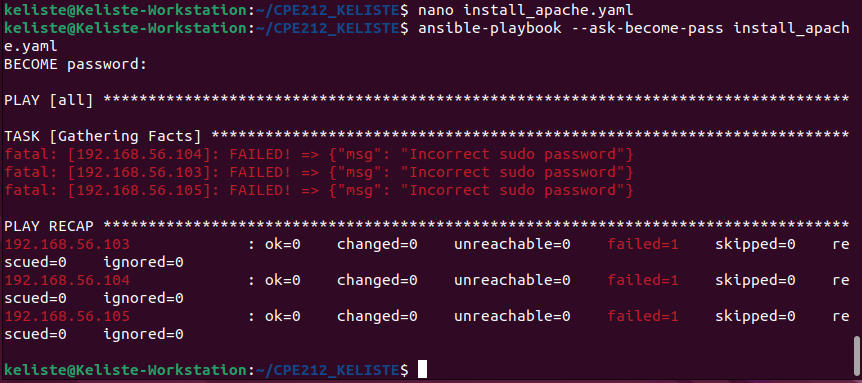 keliste@Keliste-Workstation:~/CPE212_KELISTE$ nano install_apache.yaml
keliste@Keliste-Workstation:~/CPE212_KELISTE$ ansible-playbook --ask-become-pass install_apach
e.yaml
BECOME password:
PLAY [all] ***********************************************************************************
TASK [Gathering Facts] ***********************************************************************
fatal: [192.168.56.104]: FAILED! => {"msg": "Incorrect sudo password"}
fatal: [192.168.56.103]: FAILED! => {"msg": "Incorrect sudo password"}
fatal: [192.168.56.105]: FAILED! => {"msg": "Incorrect sudo password"}
PLAY RECAP ***********************************************************************************
192.168.56.103             : ok=0    changed=0    unreachable=0    failed=1    skipped=0    re
scued=0    ignored=0
192.168.56.104             : ok=0    changed=0    unreachable=0    failed=1    skipped=0    re
scued=0    ignored=0
192.168.56.105             : ok=0    changed=0    unreachable=0    failed=1    skipped=0    re
scued=0    ignored=0
keliste@Keliste-Workstation:~/CPE212_KELISTE$